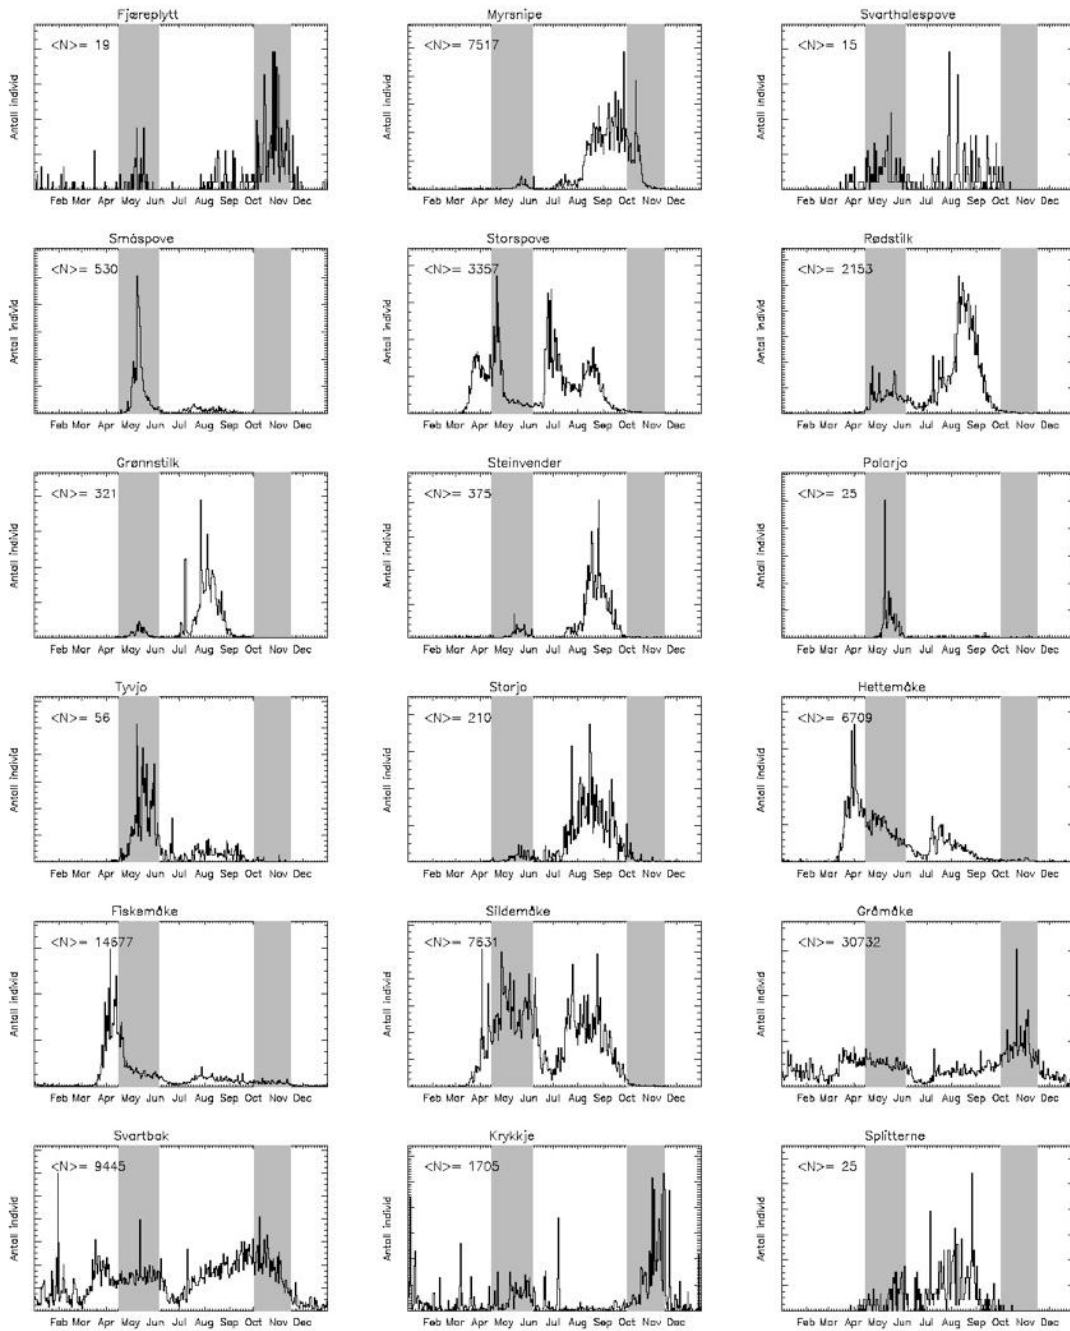 Fjæreplytt
Myrsnipe
Svarthalespove
<N>= 19
<N>= 7517
<N>= 15
Antall individ
Antall individ
Antall individ
Feb Mar Apr May Jun Jul Aug Sep Oct Nov Dec
Feb Mar Apr May Jun Jul Aug Sep Oct Nov Dec
Feb Mar Apr May Jun Jul Aug Sep Oct Nov Dec
Småspove
Storspove
Rødstilk
<N>= 530
<N>= 3357
<N>= 2153
Antall individ
Antall individ
Antall individ
Feb Mar Apr May Jun Jul Aug Sep Oct Nov Dec
Feb Mar Apr May Jun Jul Aug Sep Oct Nov Dec
Feb Mar Apr May Jun Jul Aug Sep Oct Nov Dec
Grønnstilk
Steinvender
Polarjo
<N>= 321
<N>= 375
<N>= 25
Antall individ
Antall individ
Antall individ
Feb Mar Apr May Jun Jul Aug Sep Oct Nov Dec
Feb Mar Apr May Jun Jul Aug Sep Oct Nov Dec
Feb Mar Apr May Jun Jul Aug Sep Oct Nov Dec
Tyvjo
Storjo
Hettemåke
<N>= 56
<N>= 210
<N>= 6709
Antall individ
Antall individ
Antall individ
Feb Mar Apr May Jun Jul Aug Sep Oct Nov Dec
Feb Mar Apr May Jun Jul Aug Sep Oct Nov Dec
Feb Mar Apr May Jun Jul Aug Sep Oct Nov Dec
Fiskemåke
Sildemåke
Gråmåke
<N>= 14677
<N>= 7631
<N>= 30732
Antall individ
Antall individ
Antall individ
Feb Mar Apr May Jun Jul Aug Sep Oct Nov Dec
Feb Mar Apr May Jun Jul Aug Sep Oct Nov Dec
Feb Mar Apr May Jun Jul Aug Sep Oct Nov Dec
Svartbak
Krykkje
Splitterne
<N>= 9445
<N>= 1705
<N>= 25
Antall individ
Antall individ
Antall individ
Feb Mar Apr May Jun Jul Aug Sep Oct Nov Dec
Feb Mar Apr May Jun Jul Aug Sep Oct Nov Dec
Feb Mar Apr May Jun Jul Aug Sep Oct Nov Dec